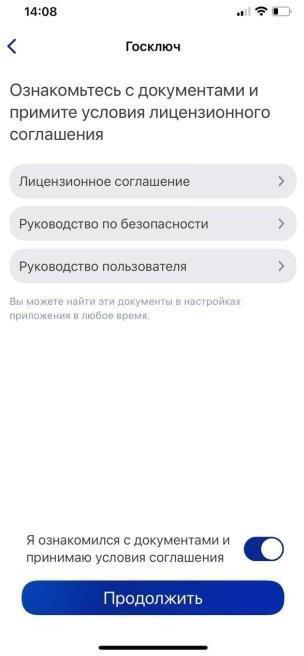 14:08
Госключ
Ознакомьтесь с документами и
примите условия лицензионного
соглашения
Лицензионное соглашение
Руководство по безопасности
Руководство пользователя
Вы можете найти эти документы в настройках
приложения в любое время.
Я ознакомился с документами и
принимаю условия соглашения
Продолжить